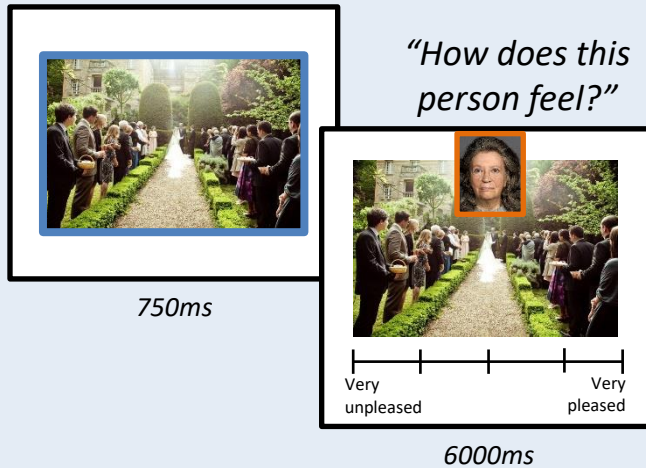 “How does this
person feel?”
750ms
Very
unpleased
Very
pleased
6000ms